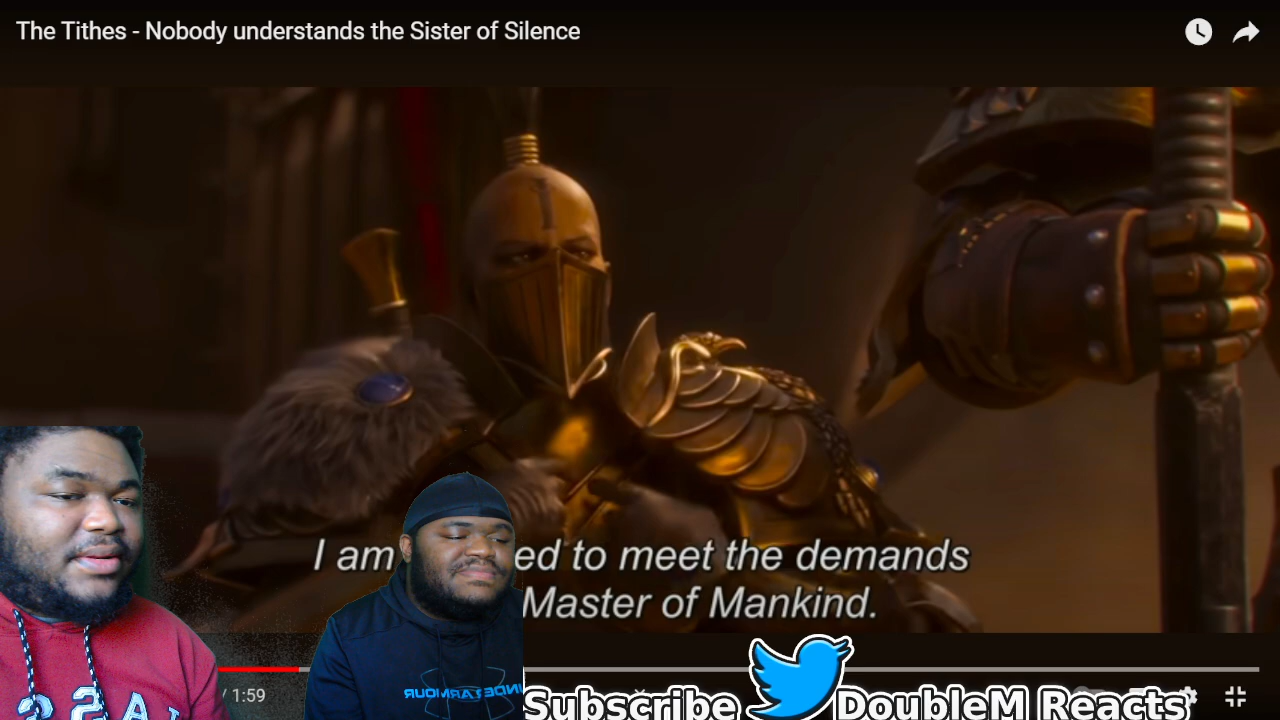 The Tithes - Nobody understands the Sister of Silence
I am ed to meet the demands
Master of Mankind.
/ 1:59
Subscribe DoubleM Reacts